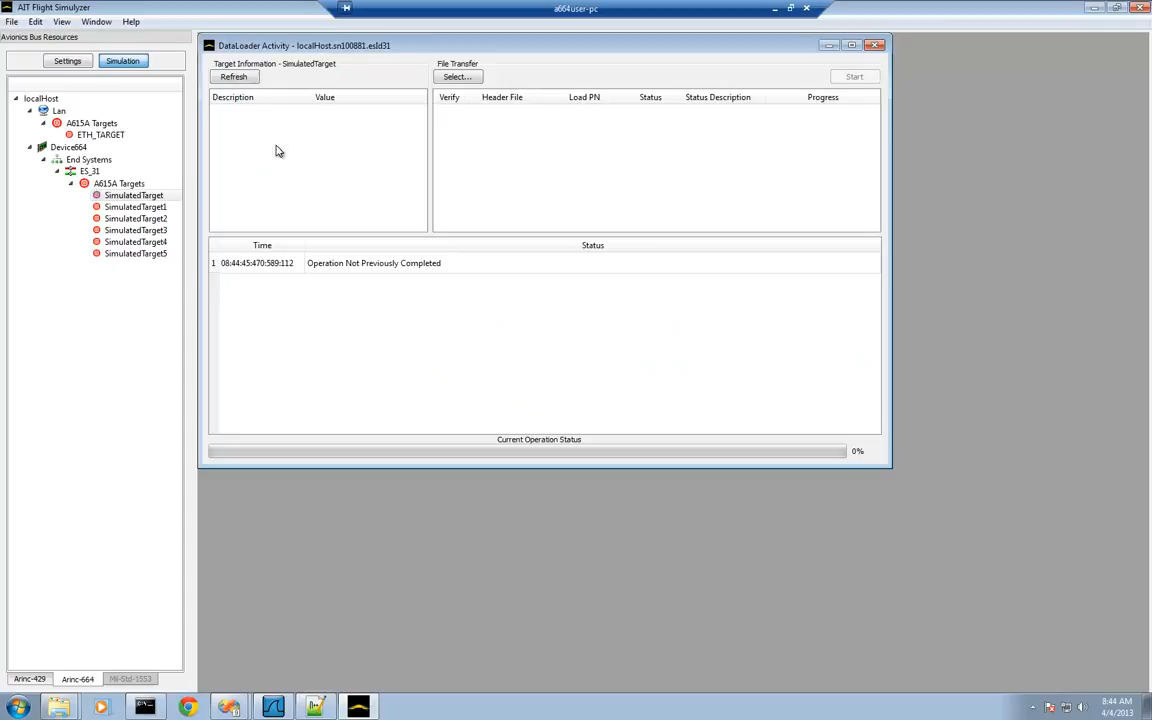 AIT Flight Simulyzer
a664user-pc
File Edit View Window Help
Avionics Bus Resources
Settings Simulation
localHost
Lan
A615A Targets
ETH_TARGET
Device664
End Systems
ES_31
A615A Targets
SimulatedTarget
SimulatedTarget1
SimulatedTarget2
SimulatedTarget3
SimulatedTarget4
SimulatedTarget5
Arinc-429 Arinc-664 Mil-Std-1553
DataLoader Activity - localHost.sn100881.esId31
Target Information - SimulatedTarget File Transfer
Refresh Select... Start
Description Value Verify Header File Load PN Status Status Description Progress
Time Status
1 08:44:45:470:589:112 Operation Not Previously Completed
Current Operation Status
0%
8:44 AM
4/4/2013